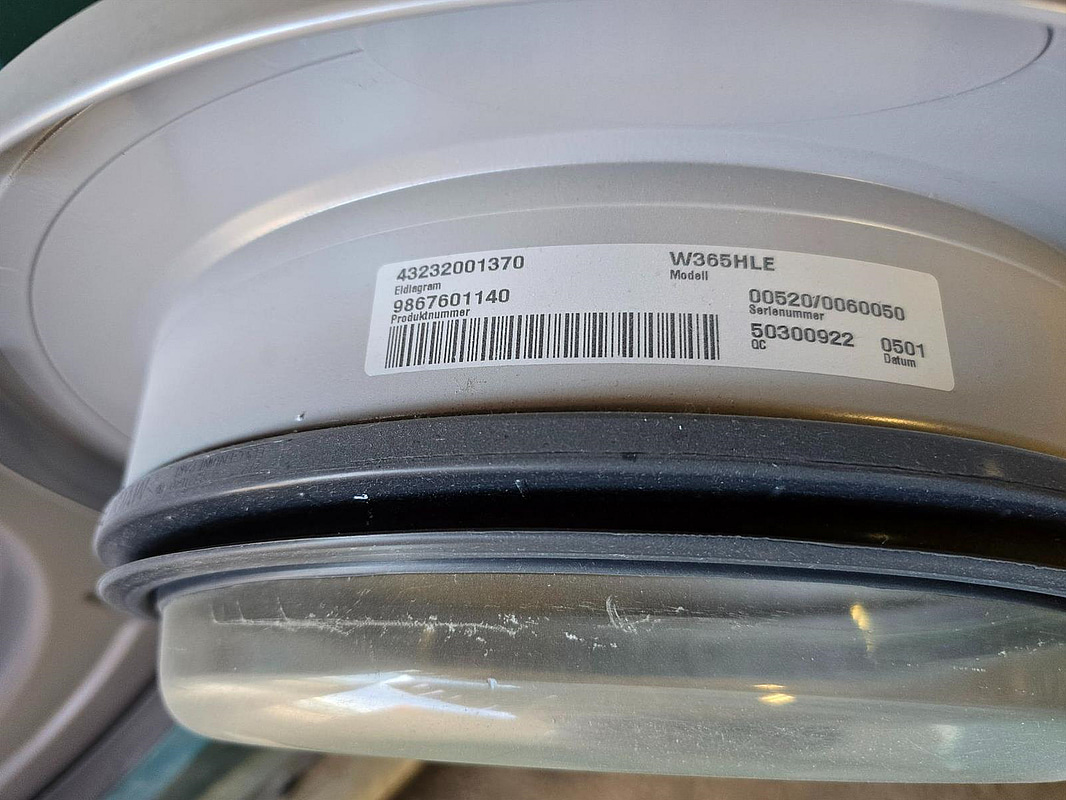 43232001370
Eldiagram
9867601140
Produktnummer
W365HLE
Modell
00520/0060050
Serienummer
50300922
QC
0501
Datum